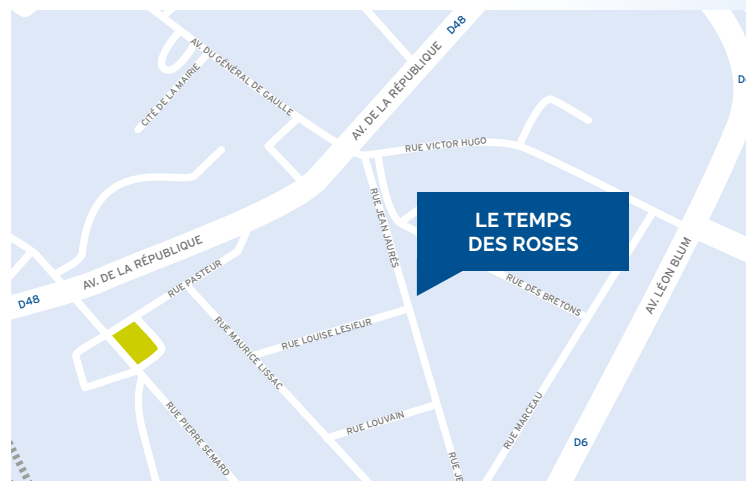 D48
AV. DU GÉNÉRAL DE GAULLE
CITÉ DE LA MAIRIE
AV. DE LA RÉPUBLIQUE
RUE VICTOR HUGO
RUE JEAN JAURÉS
LE TEMPS
DES ROSES
AV. DE LA RÉPUBLIQUE
D48
RUE PASTEUR
RUE DES BRETONS
AV. LÉON BLUM
RUE LOUISE LESIEUR
RUE MAURICE LISSAC
RUE PIERRE SEMARD
RUE LOUVAIN
RUE MARCEAU
D6